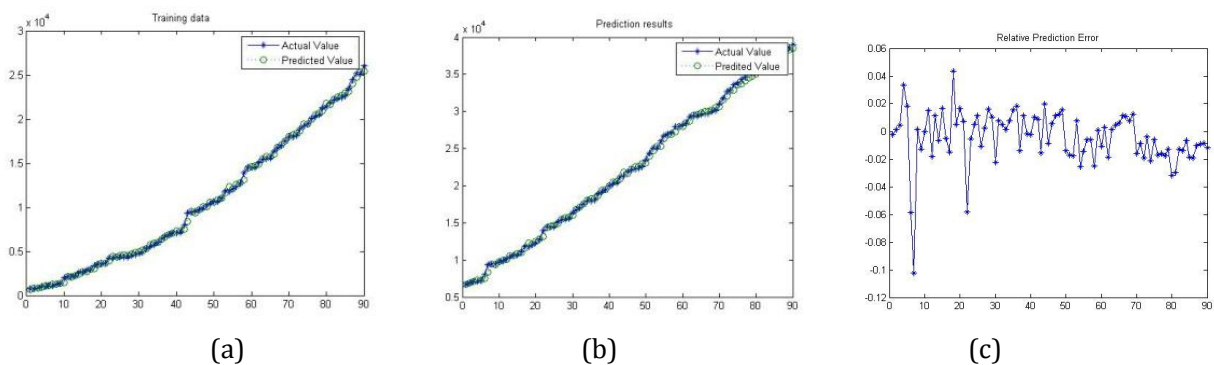 Training data
x 10^4
3
2.5
2
1.5
1
0.5
0
0 10 20 30 40 50 60 70 80 90
Actual Value
Predicted Value
(a)
Prediction results
x 10^4
4
3.5
3
2.5
2
1.5
1
0.5
0 10 20 30 40 50 60 70 80 90
Actual Value
Predited Value
(b)
Relative Prediction Error
0.06
0.04
0.02
0
-0.02
-0.04
-0.06
-0.08
-0.1
-0.12
0 10 20 30 40 50 60 70 80 90
(c)